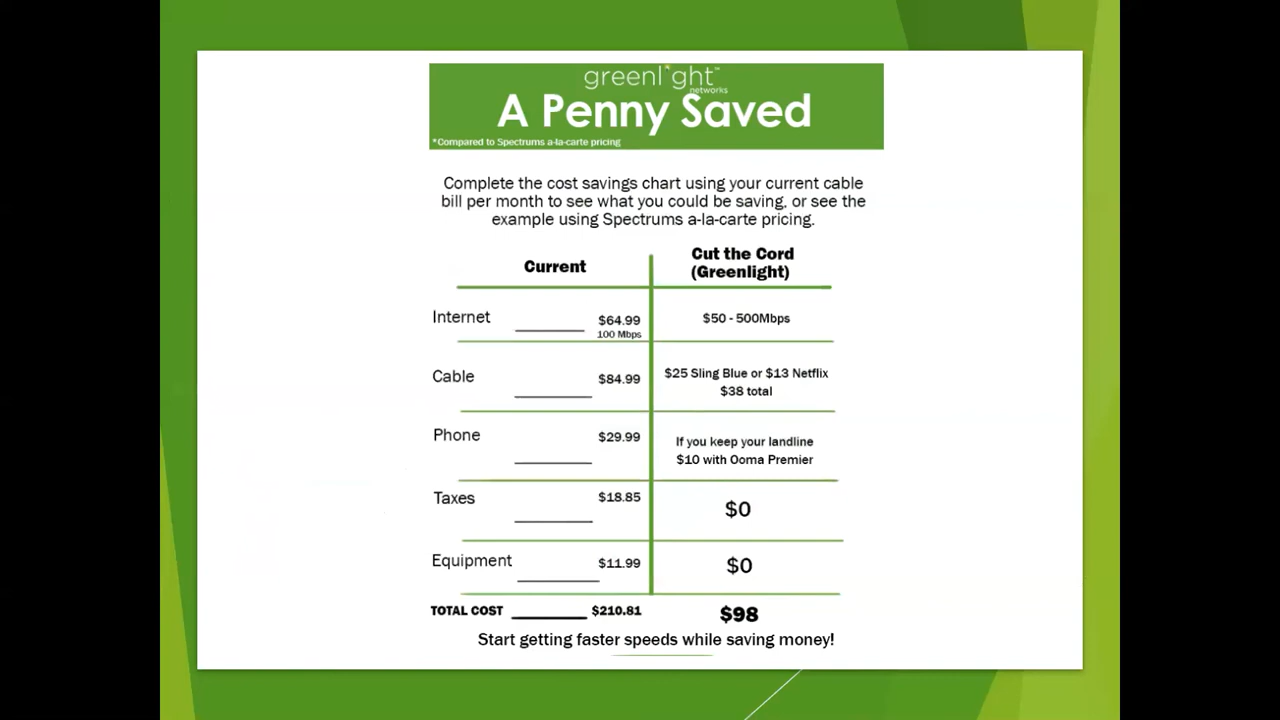 greenlight™
networks
A Penny Saved
*Compared to Spectrums a-la-carte pricing
Complete the cost savings chart using your current cable
bill per month to see what you could be saving, or see the
example using Spectrums a-la-carte pricing.
Current
Cut the Cord
(Greenlight)
Internet $64.99 $50 - 500Mbps
100 Mbps
Cable $84.99 $25 Sling Blue or $13 Netflix
$38 total
Phone $29.99 If you keep your landline
$10 with Ooma Premier
Taxes $18.85 $0
Equipment $11.99 $0
TOTAL COST $210.81 $98
Start getting faster speeds while saving money!